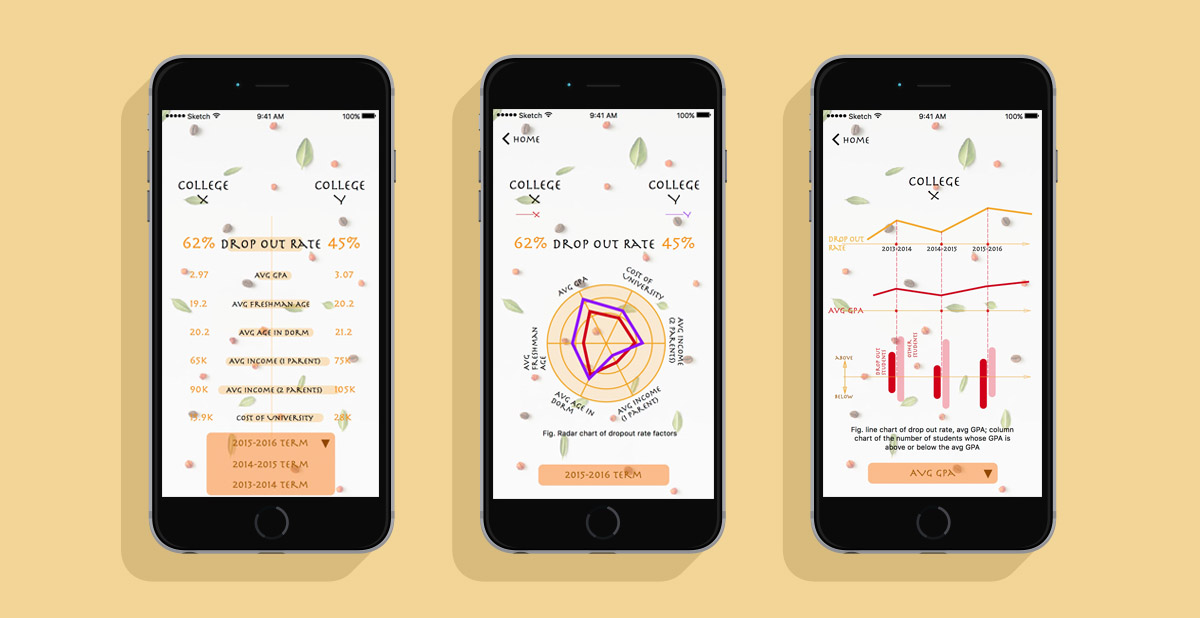 Sketch 9:41 AM 100%
COLLEGE X COLLEGE Y
62% DROP OUT RATE 45%
2.97 AVG GPA 3.07
19.2 AVG FRESHMAN AGE 20.2
20.2 AVG AGE IN DORM 21.2
65K AVG INCOME (1 PARENT) 75K
90K AVG INCOME (2 PARENTS) 105K
COST OF UNIVERSITY
2015-2016 TERM
2014-2015 TERM
2013-2014 TERM
Sketch 9:41 AM 100%
HOME
COLLEGE X COLLEGE Y
X Y
62% DROP OUT RATE 45%
AVG GPA
COST OF
UNIVERSITY
AVG INCOME
(2 PARENTS)
AVG INCOME
(1 PARENT)
AVG AGE IN
DORM
AVG
FRESHMAN
AGE
Fig. Radar chart of dropout rate factors
2015-2016 TERM
Sketch 9:41 AM 100%
HOME
COLLEGE
X
DROP OUT
RATE
2013-2014 2014-2015 2015-2016
AVG GPA
DROP OUT
STUDENTS
OTHER
STUDENTS
ABOVE
BELOW
Fig. line chart of drop out rate, avg GPA; column
chart of the number of students whose GPA is
above or below the avg GPA
AVG GPA